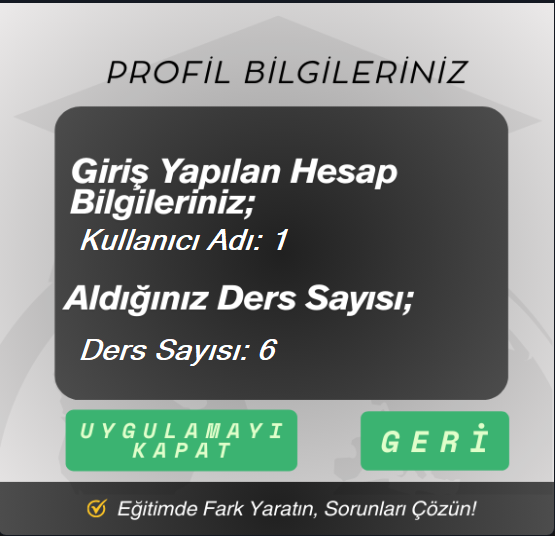 PROFİL BİLGİLERİNİZ
Giriş Yapılan Hesap
Bilgileriniz;
Kullanıcı Adı: 1
Aldığınız Ders Sayısı;
Ders Sayısı: 6
UYGULAMAYI
KAPAT
GERİ
Eğitimde Fark Yaratın, Sorunları Çözün!